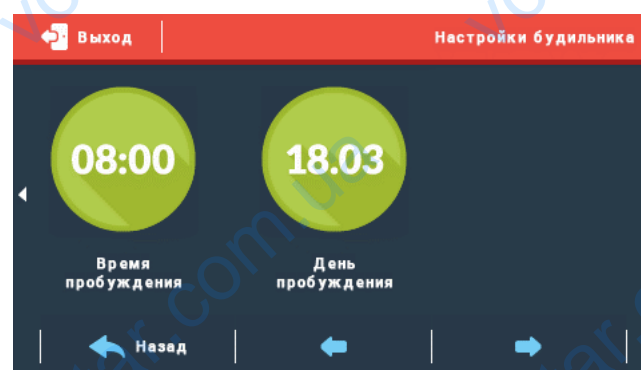 Выход
Настройки будильника
08:00
18.03
Время
пробуждения
День
пробуждения
Назад